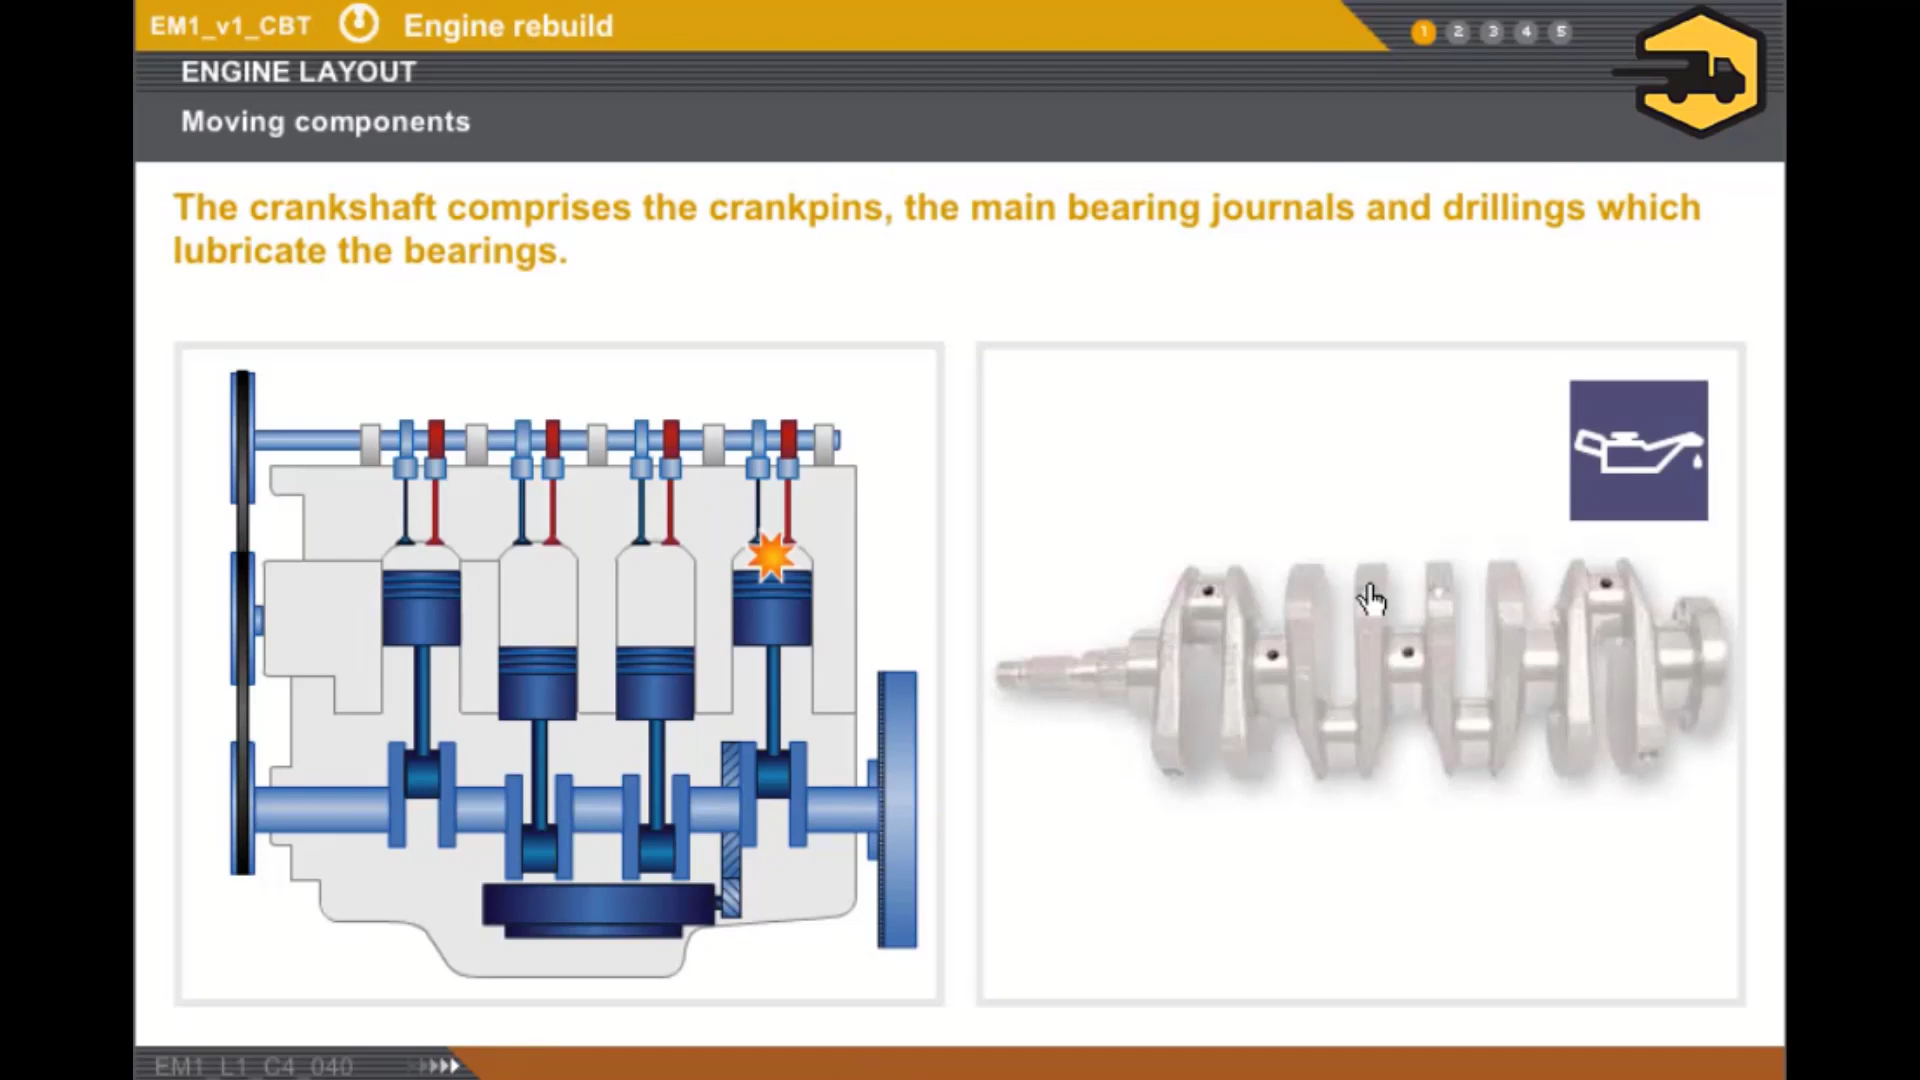 EM1_v1_CBT Engine rebuild
1 2 3 4 5
ENGINE LAYOUT
Moving components
The crankshaft comprises the crankpins, the main bearing journals and drillings which
lubricate the bearings.
EM1_L1_C4_040